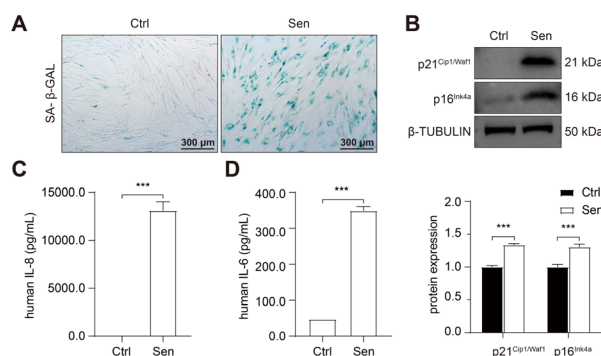 A
Ctrl
Sen
SA- β-GAL
300 μm
300 μm
B
Ctrl
Sen
p21Cip1/Waf1
21 kDa
p16Ink4a
16 kDa
β-TUBULIN
50 kDa
C
***
human IL-8 (pg/mL)
15000.0
10000.0
5000.0
0.0
Ctrl
Sen
D
***
human IL-6 (pg/mL)
400.0
300.0
200.0
100.0
0.0
Ctrl
Sen
Ctrl
Sen
***
***
protein expression
1.5
1.0
0.5
0.0
p21Cip1/Waf1
p16Ink4a